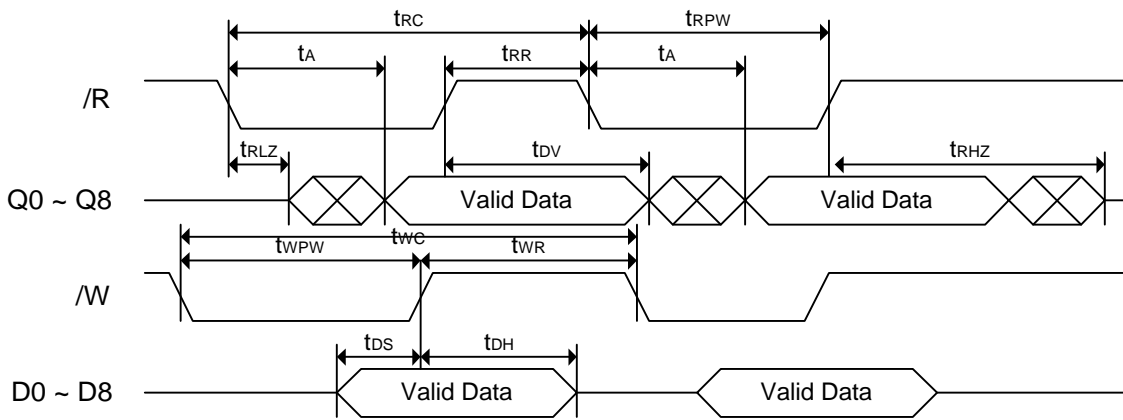 tRC
tRPW
tA
tRR
tA
/R
tRLZ
tDV
tRHZ
Q0 ~ Q8
Valid Data
Valid Data
tWC
tWPW
tWR
/W
tDS
tDH
D0 ~ D8
Valid Data
Valid Data